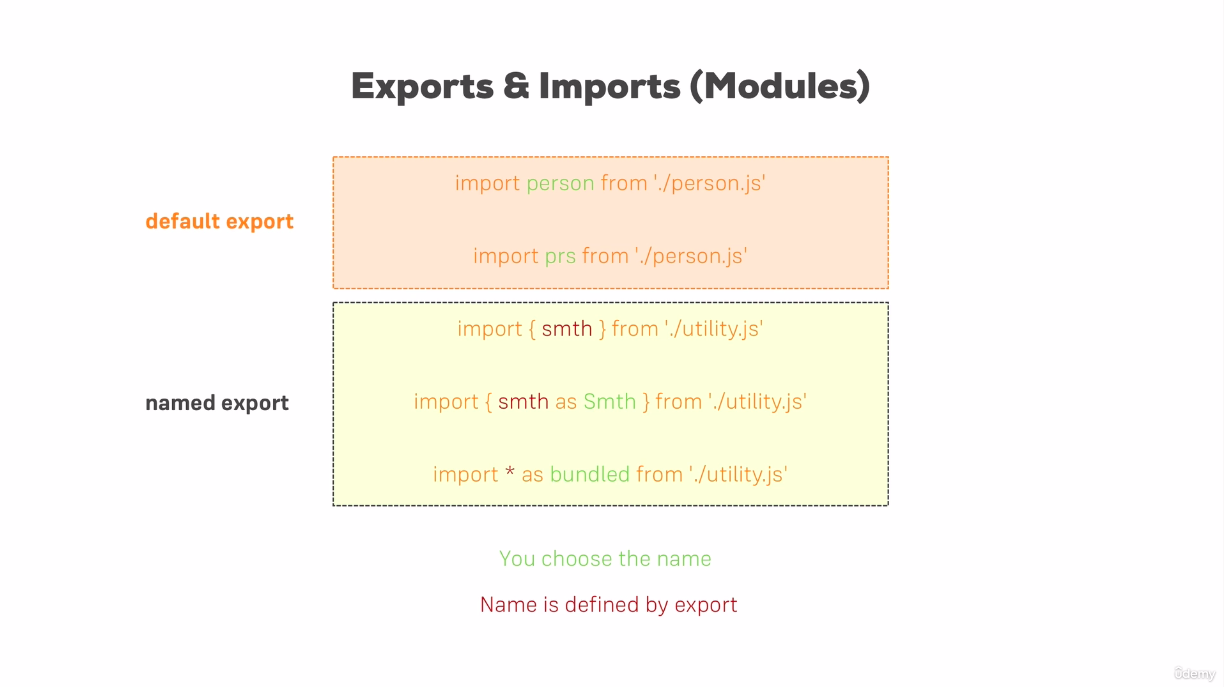 Exports & Imports (Modules)
default export
import person from './person.js'
import prs from './person.js'
named export
import { smth } from './utility.js'
import { smth as Smth } from './utility.js'
import * as bundled from './utility.js'
You choose the name
Name is defined by export
ûdemy